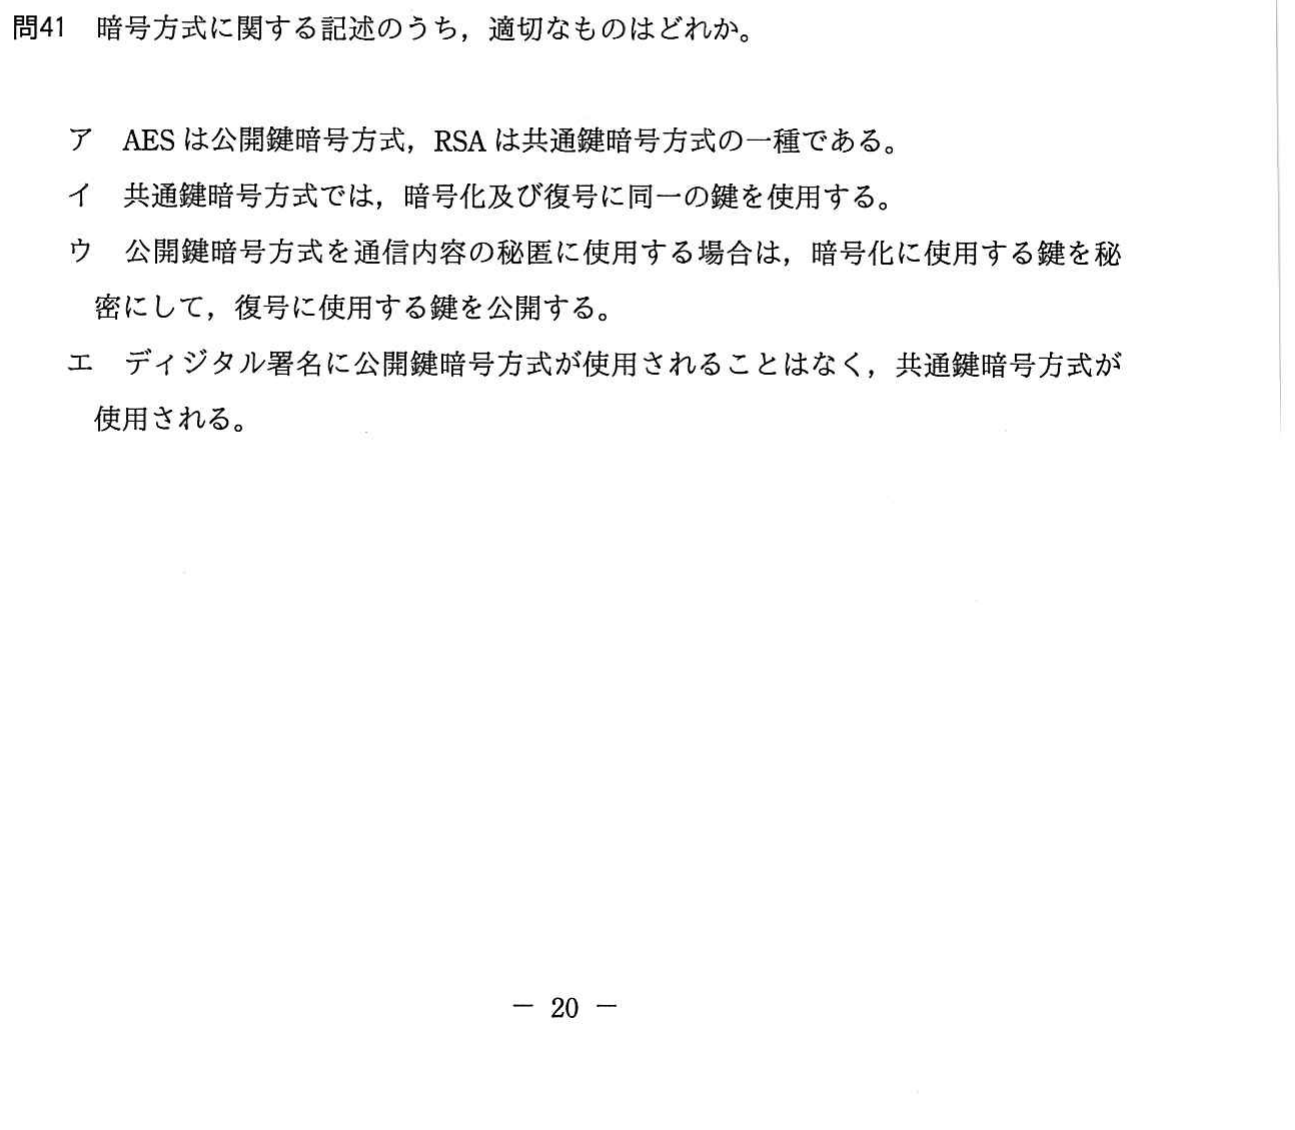 問41 暗号方式に関する記述のうち，適切なものはどれか。
ア AES は公開鍵暗号方式，RSA は共通鍵暗号方式の一種である。
イ 共通鍵暗号方式では，暗号化及び復号に同一の鍵を使用する。
ウ 公開鍵暗号方式を通信内容の秘匿に使用する場合は，暗号化に使用する鍵を秘
密にして，復号に使用する鍵を公開する。
エ ディジタル署名に公開鍵暗号方式が使用されることはなく，共通鍵暗号方式が
使用される。
― 20 ―